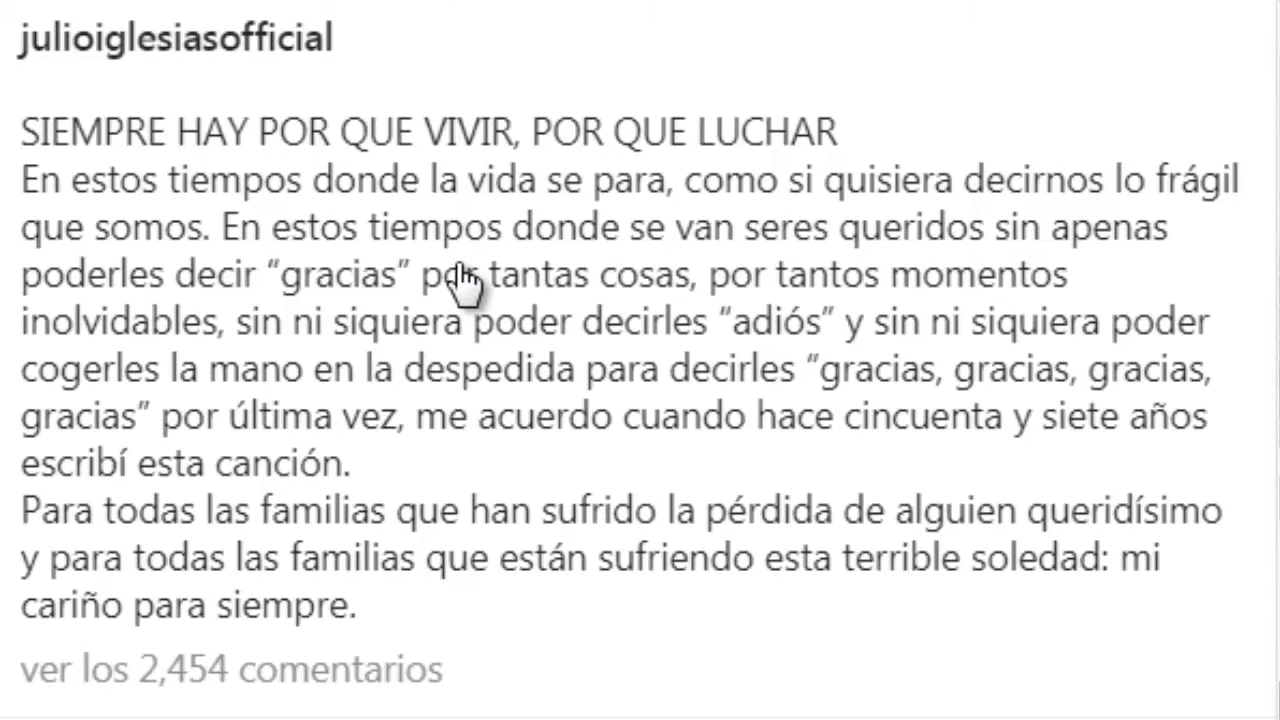 julioiglesiasofficial
SIEMPRE HAY POR QUE VIVIR, POR QUE LUCHAR
En estos tiempos donde la vida se para, como si quisiera decirnos lo frágil
que somos. En estos tiempos donde se van seres queridos sin apenas
poderles decir “gracias” por tantas cosas, por tantos momentos
inolvidables, sin ni siquiera poder decirles “adiós” y sin ni siquiera poder
cogerles la mano en la despedida para decirles “gracias, gracias, gracias,
gracias” por última vez, me acuerdo cuando hace cincuenta y siete años
escribí esta canción.
Para todas las familias que han sufrido la pérdida de alguien queridísimo
y para todas las familias que están sufriendo esta terrible soledad: mi
cariño para siempre.
ver los 2,454 comentarios